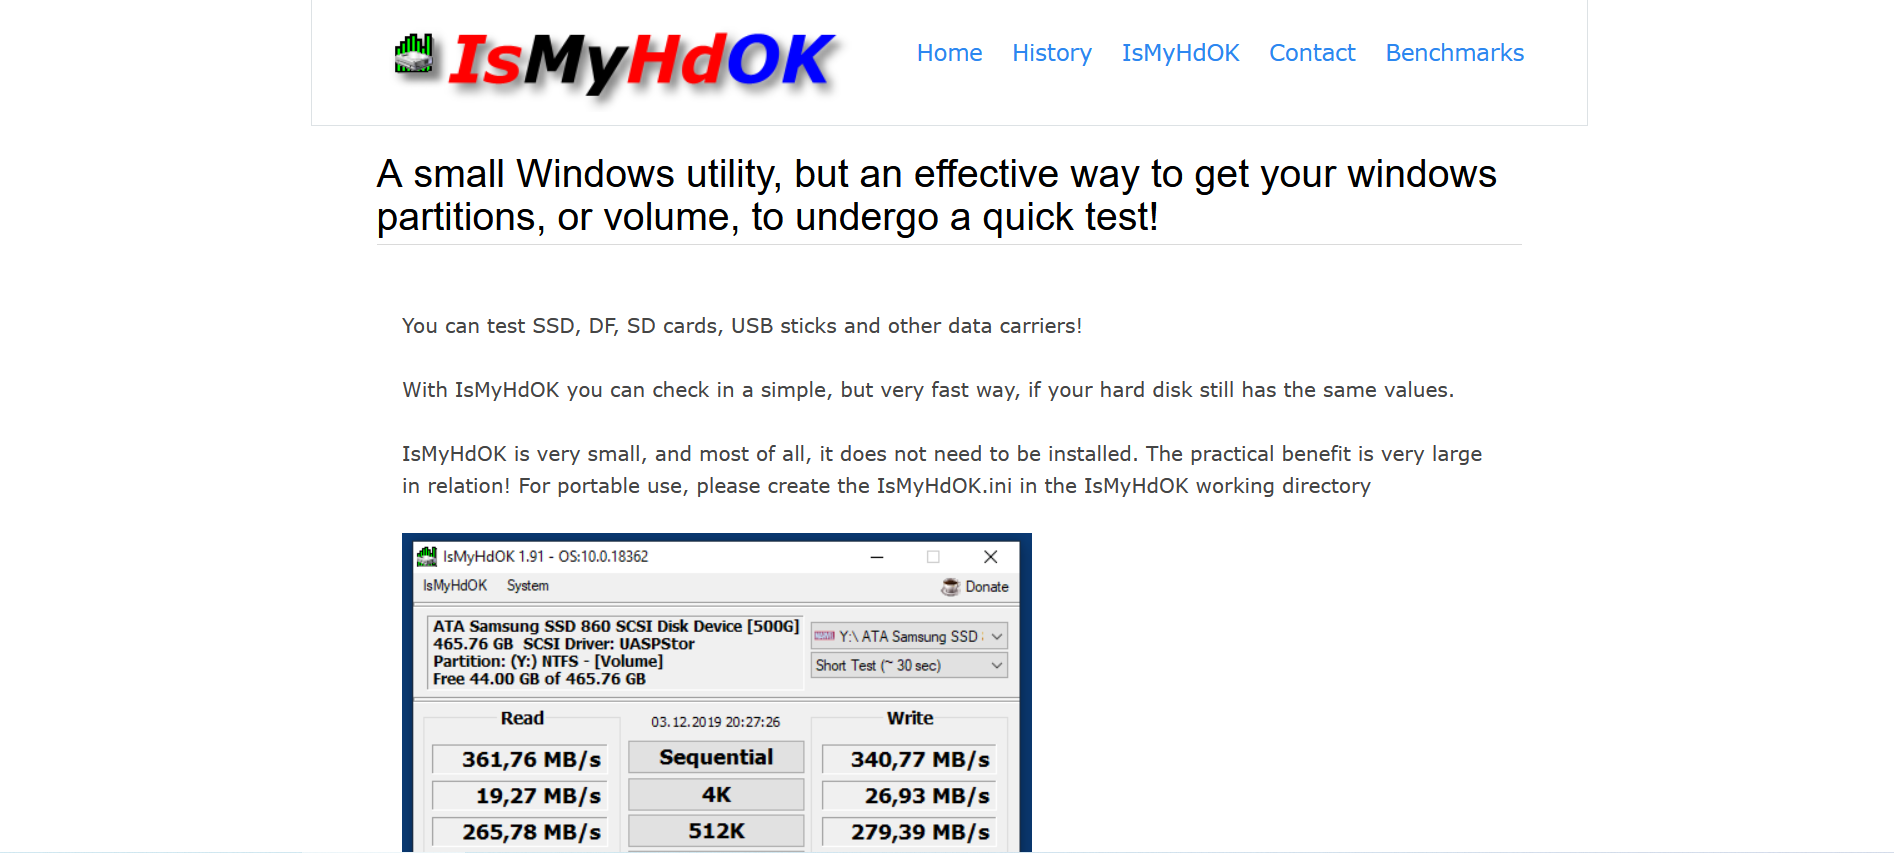 IsMyHdOK
Home History IsMyHdOK Contact Benchmarks
A small Windows utility, but an effective way to get your windows
partitions, or volume, to undergo a quick test!
You can test SSD, DF, SD cards, USB sticks and other data carriers!
With IsMyHdOK you can check in a simple, but very fast way, if your hard disk still has the same values.
IsMyHdOK is very small, and most of all, it does not need to be installed. The practical benefit is very large
in relation! For portable use, please create the IsMyHdOK.ini in the IsMyHdOK working directory
IsMyHdOK 1.91 - OS:10.0.18362
IsMyHdOK System Donate
ATA Samsung SSD 860 SCSI Disk Device [500G]
465.76 GB SCSI Driver: UASPStor
Partition: (Y:) NTFS - [Volume]
Free 44.00 GB of 465.76 GB
Y:\ ATA Samsung SSD
Short Test (~ 30 sec)
Read 03.12.2019 20:27:26 Write
361,76 MB/s Sequential 340,77 MB/s
19,27 MB/s 4K 26,93 MB/s
265,78 MB/s 512K 279,39 MB/s